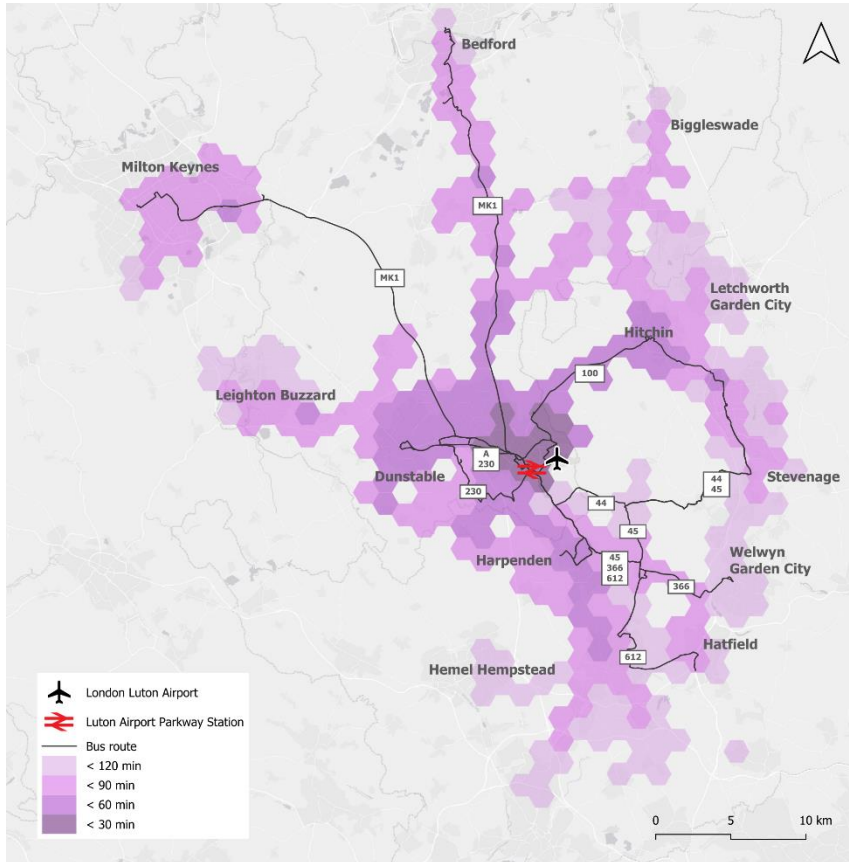 Bedford
Biggleswade
Milton Keynes
MK1
MK1
Letchworth
Garden City
Hitchin
100
Leighton Buzzard
A
230
Dunstable
230
44
45
Stevenage
44
45
Harpenden
45
366
612
Welwyn
Garden City
366
Hatfield
612
Hemel Hempstead
London Luton Airport
Luton Airport Parkway Station
Bus route
< 120 min
< 90 min
< 60 min
< 30 min
0 5 10 km